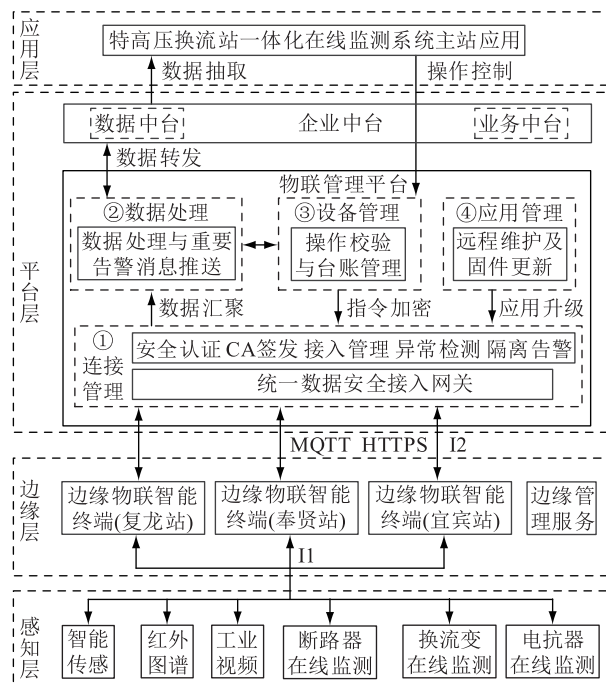 应用层
特高压换流站一体化在线监测系统主站应用
数据抽取
操作控制
平台层
数据中台
企业中台
业务中台
数据转发
物联管理平台
②数据处理
数据处理与重要
告警消息推送
③设备管理
操作校验
与台账管理
④应用管理
远程维护及
固件更新
数据汇聚
指令加密
应用升级
①
连接
管理
安全认证 CA签发 接入管理 异常检测 隔离告警
统一数据安全接入网关
MQTT HTTPS I2
边缘层
边缘物联智能
终端(复龙站)
边缘物联智能
终端(奉贤站)
边缘物联智能
终端(宜宾站)
边缘管
理服务
I1
感知层
智能
传感
红外
图谱
工业
视频
断路器
在线监测
换流变
在线监测
电抗器
在线监测